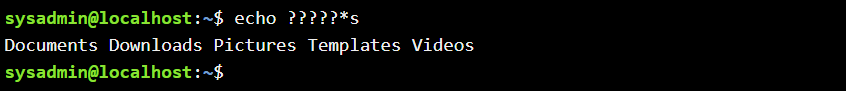 sysadmin@localhost:~$ echo ?????*s
Documents Downloads Pictures Templates Videos
sysadmin@localhost:~$